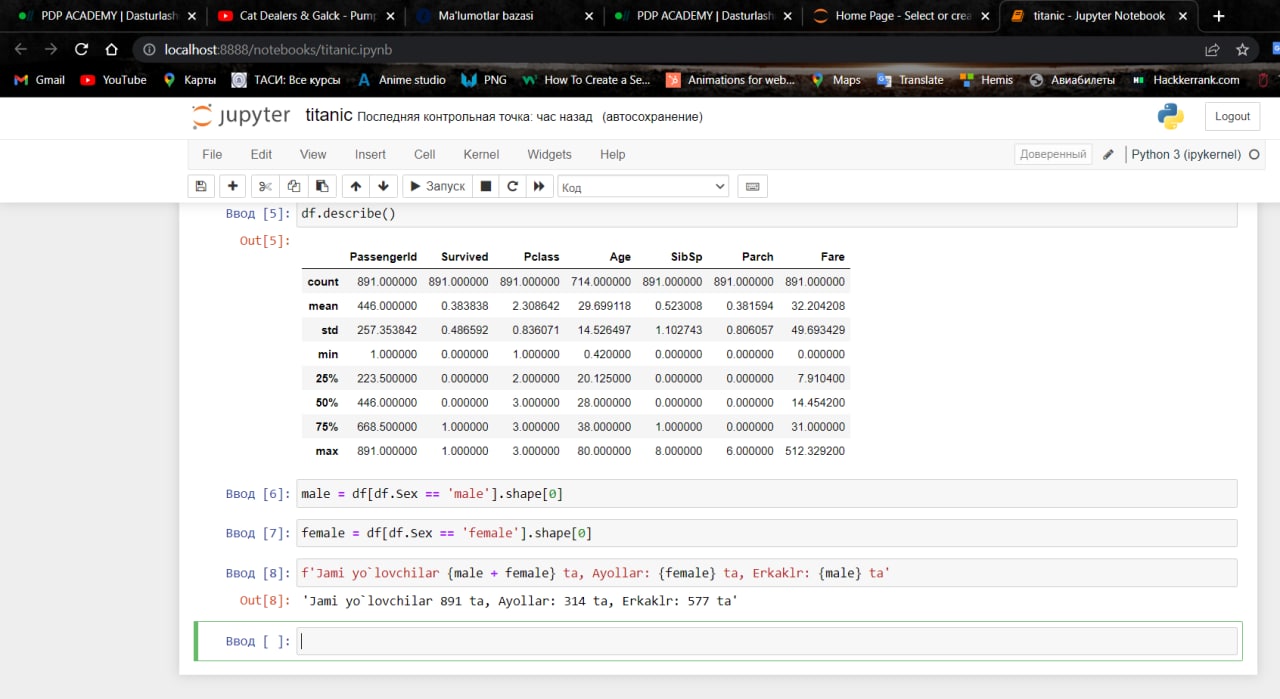 PDP ACADEMY | Dasturlash
Cat Dealers & Galck - Pump
Ma'lumotlar bazasi
PDP ACADEMY | Dasturlash
Home Page - Select or crea
titanic - Jupyter Notebook
localhost:8888/notebooks/titanic.ipynb
Gmail YouTube Карты ТАСИ: Все курсы Anime studio PNG How To Create a Se... Animations for web... Maps Translate Hemis Авиабилеты Hackkerrank.com
jupyter titanic Последняя контрольная точка: час назад (автосохранение) Logout
File Edit View Insert Cell Kernel Widgets Help Доверенный Python 3 (ipykernel)
Запуск Код
Ввод [5]: df.describe()
Out[5]:
PassengerId Survived Pclass Age SibSp Parch Fare
count 891.000000 891.000000 891.000000 714.000000 891.000000 891.000000 891.000000
mean 446.000000 0.383838 2.308642 29.699118 0.523008 0.381594 32.204208
std 257.353842 0.486592 0.836071 14.526497 1.102743 0.806057 49.693429
min 1.000000 0.000000 1.000000 0.420000 0.000000 0.000000 0.000000
25% 223.500000 0.000000 2.000000 20.125000 0.000000 0.000000 7.910400
50% 446.000000 0.000000 3.000000 28.000000 0.000000 0.000000 14.454200
75% 668.500000 1.000000 3.000000 38.000000 1.000000 0.000000 31.000000
max 891.000000 1.000000 3.000000 80.000000 8.000000 6.000000 512.329200
Ввод [6]: male = df[df.Sex == 'male'].shape[0]
Ввод [7]: female = df[df.Sex == 'female'].shape[0]
Ввод [8]: f'Jami yo`lovchilar {male + female} ta, Ayollar: {female} ta, Erkaklr: {male} ta'
Out[8]: 'Jami yo`lovchilar 891 ta, Ayollar: 314 ta, Erkaklr: 577 ta'
Ввод [ ]: